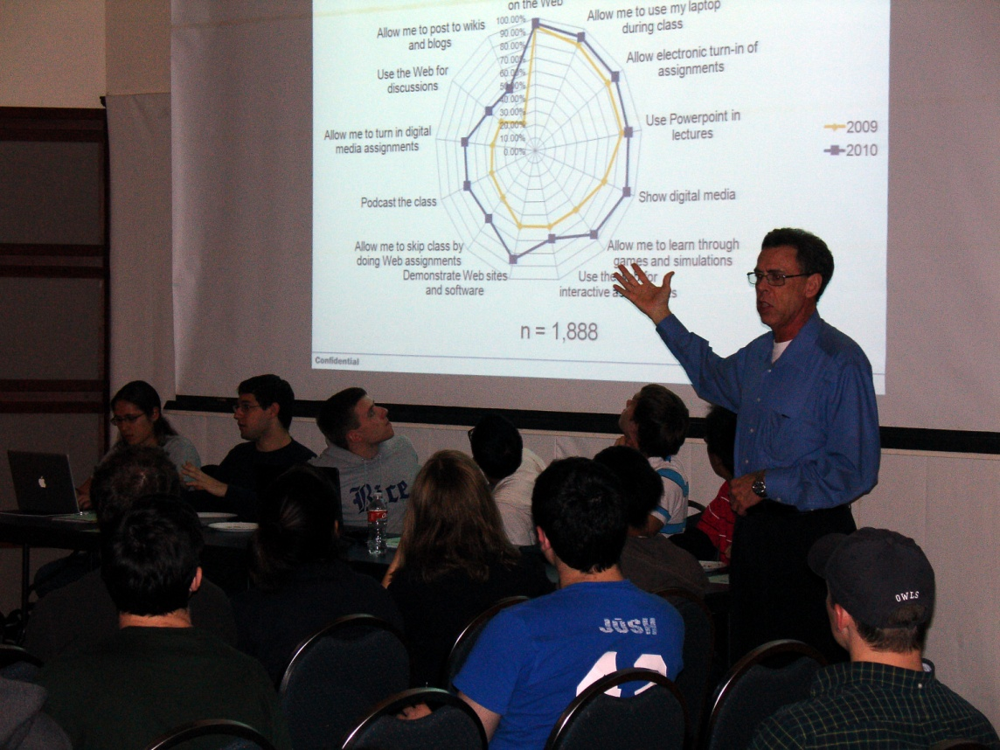 on the Web
Allow me to use my laptop
during class
Allow electronic turn-in of
assignments
Use Powerpoint in
lectures
Show digital media
Allow me to learn through
games and simulations
Use the
for
interactive
Demonstrate Web sites
and software
Allow me to skip class by
doing Web assignments
Podcast the class
Allow me to turn in digital
media assignments
Use the Web for
discussions
Allow me to post to wikis
and blogs
100.00%
90.00%
80.00%
70.00%
60.00%
50.00%
40.00%
30.00%
20.00%
10.00%
0.00%
2009
2010
n = 1,888
Confidential
Rice
JOSH
OWLS